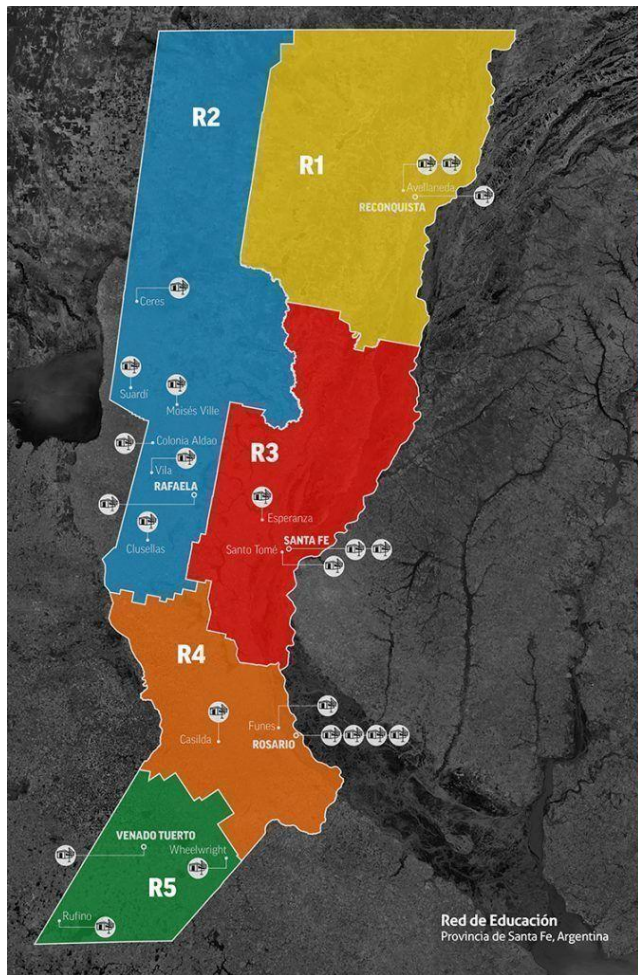 R2
R1
Avellaneda
RECONQUISTA
Ceres
Suardi
Moisés Ville
Colonia Aldao
R3
Vila
RAFAELA
Esperanza
Clusellas
SANTA FE
Santo Tomé
R4
Funes
Casilda
ROSARIO
VENADO TUERTO
Wheelwright
R5
Rufino
Red de Educación
Provincia de Santa Fe, Argentina